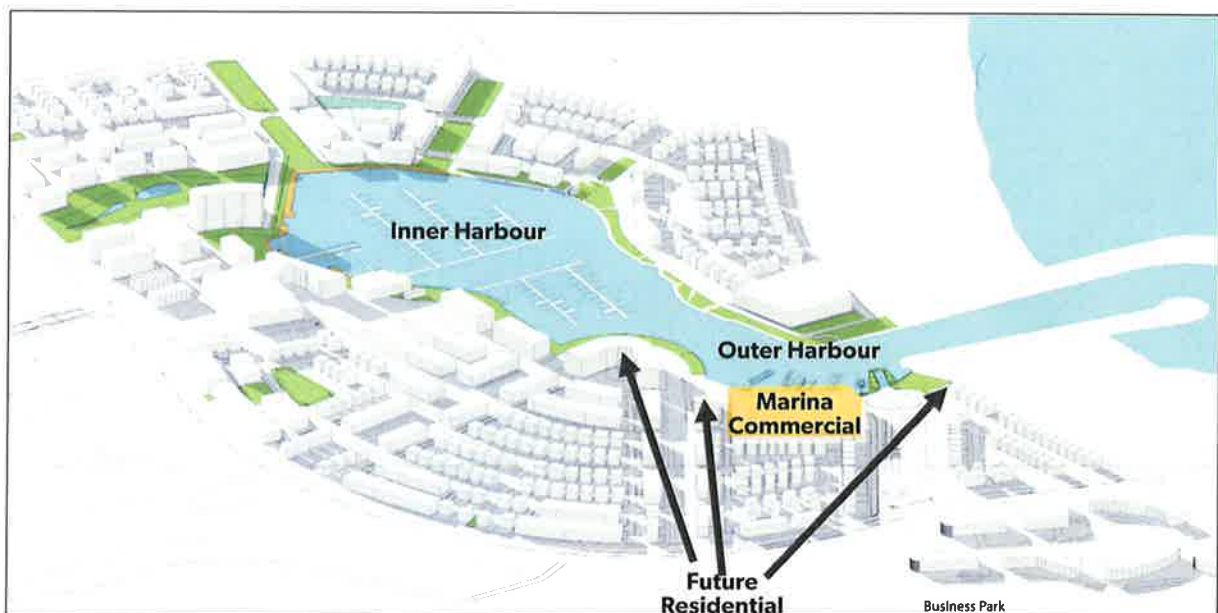 Inner Harbour
Outer Harbour
Marina
Commercial
Future
Residential
Business Park